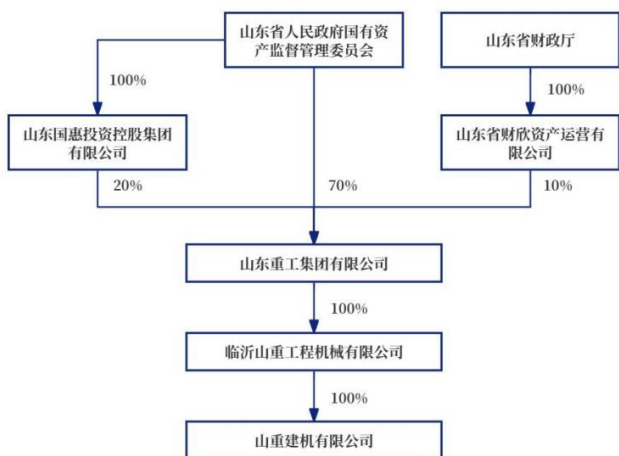 山东省人民政府国有资
产监督管理委员会
山东省财政厅
100%
100%
山东国惠投资控股集团
有限公司
山东省财欣资产运营有
限公司
20%
70%
10%
山东重工集团有限公司
100%
临沂山重工程机械有限公司
100%
山重建机有限公司